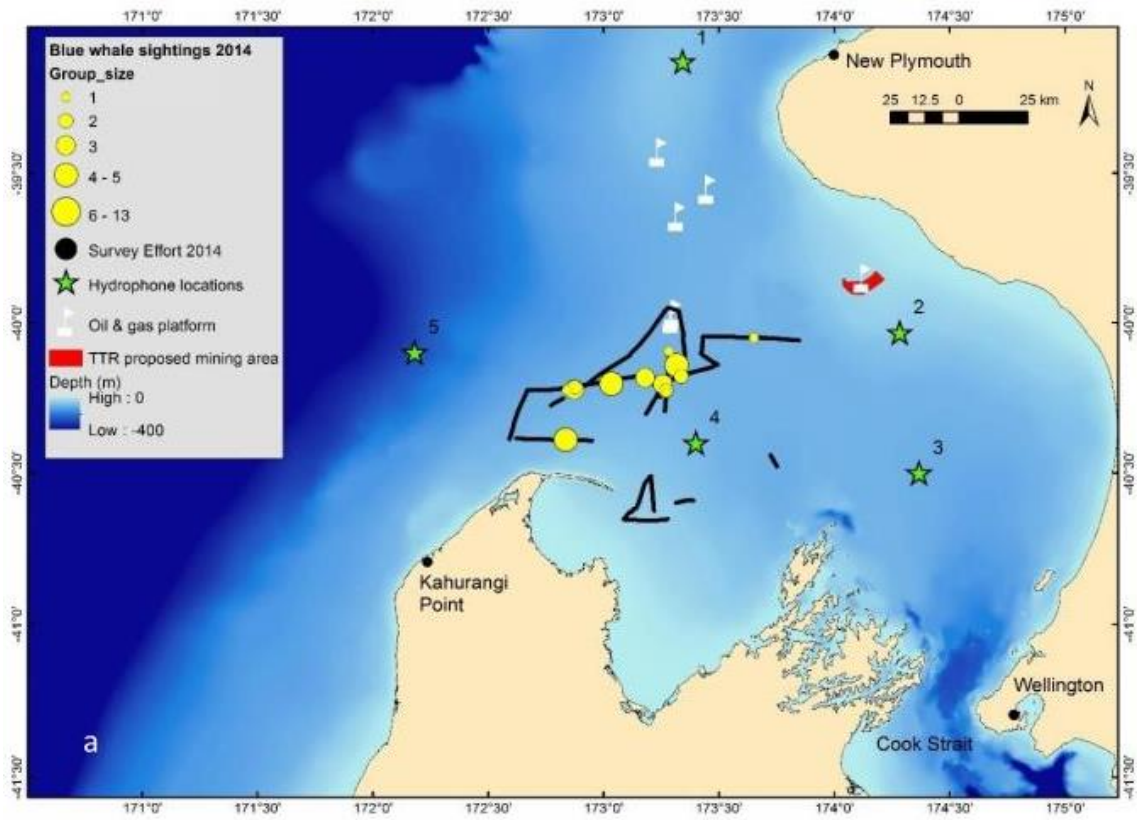 171°0'
171°30'
172°0'
172°30'
173°0'
173°30'
174°0'
174°30'
175°0'
Blue whale sightings 2014
Group_size
1
2
3
4 - 5
6 - 13
Survey Effort 2014
Hydrophone locations
Oil & gas platform
TTR proposed mining area
Depth (m)
High : 0
Low : -400
1
New Plymouth
25 12.5 0 25 km
N
-39°30'
-39°30'
-40°0'
-40°0'
2
5
4
3
-40°30'
-40°30'
Kahurangi
Point
-41°0'
-41°0'
Wellington
Cook Strait
a
-41°30'
-41°30'
171°0'
171°30'
172°0'
172°30'
173°0'
173°30'
174°0'
174°30'
175°0'